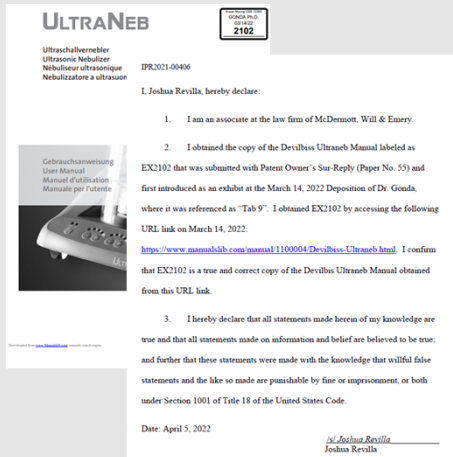 ULTRANEB
Ultraschallvernebler
Ultrasonic Nebulizer
Nébuliseur ultrasonique
Nebulizzatore a ultrasuon
GONDA Ph.D.
03/14/22
2102
Gebrauchsanweisung
User Manual
Manuel d'utilisation
Manuale per l'utente
Downloaded from www.Manualslib.com manuals search engine
IPR2021-00406
I, Joshua Revilla, hereby declare:
1. I am an associate at the law firm of McDermott, Will & Emery.
2. I obtained the copy of the Devilbiss Ultraneb Manual labeled as
EX2102 that was submitted with Patent Owner's Sur-Reply (Paper No. 55) and
first introduced as an exhibit at the March 14, 2022 Deposition of Dr. Gonda,
where it was referenced as "Tab 9". I obtained EX2102 by accessing the following
URL link on March 14, 2022:
https://www.manualslib.com/manual/1100004/Devilbiss-Ultraneb.html. I confirm
that EX2102 is a true and correct copy of the Devilbis Ultraneb Manual obtained
from this URL link.
3. I hereby declare that all statements made herein of my knowledge are
true and that all statements made on information and belief are believed to be true;
and further that these statements were made with the knowledge that willful false
statements and the like so made are punishable by fine or imprisonment, or both
under Section 1001 of Title 18 of the United States Code.
Date: April 5, 2022
/s/ Joshua Revilla
Joshua Revilla